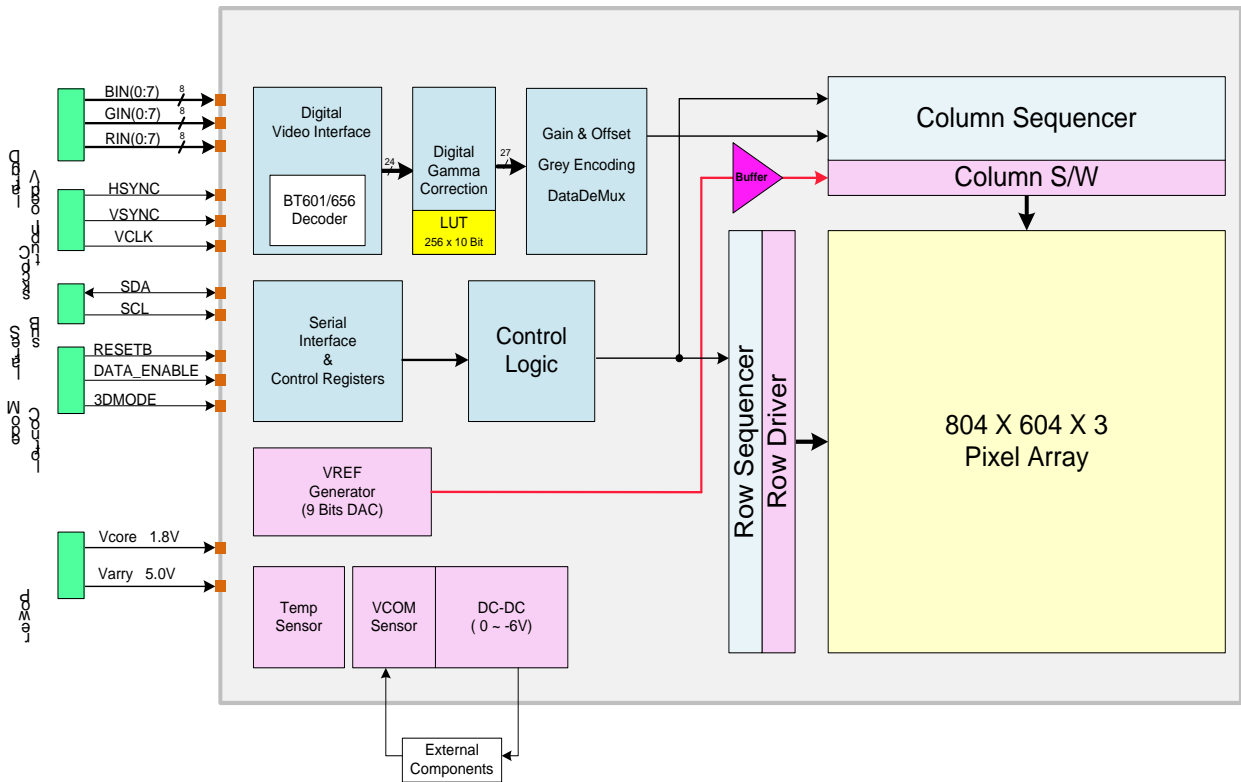 BIN(0:7)
8
GIN(0:7)
8
RIN(0:7)
8
HSYNC
VSYNC
VCLK
SDA
SCL
RESETB
DATA_ENABLE
3DMODE
Vcore 1.8V
Varry 5.0V
Digital
Video Interface
BT601/656
Decoder
24
Digital
Gamma
Correction
LUT
256 x 10 Bit
27
Gain & Offset
Grey Encoding
DataDeMux
Buffer
Column Sequencer
Column S/W
Serial
Interface
&
Control Registers
Control
Logic
Row Sequencer
Row Driver
804 X 604 X 3
Pixel Array
VREF
Generator
(9 Bits DAC)
Temp
Sensor
VCOM
Sensor
DC-DC
( 0 ~ -6V)
External
Components